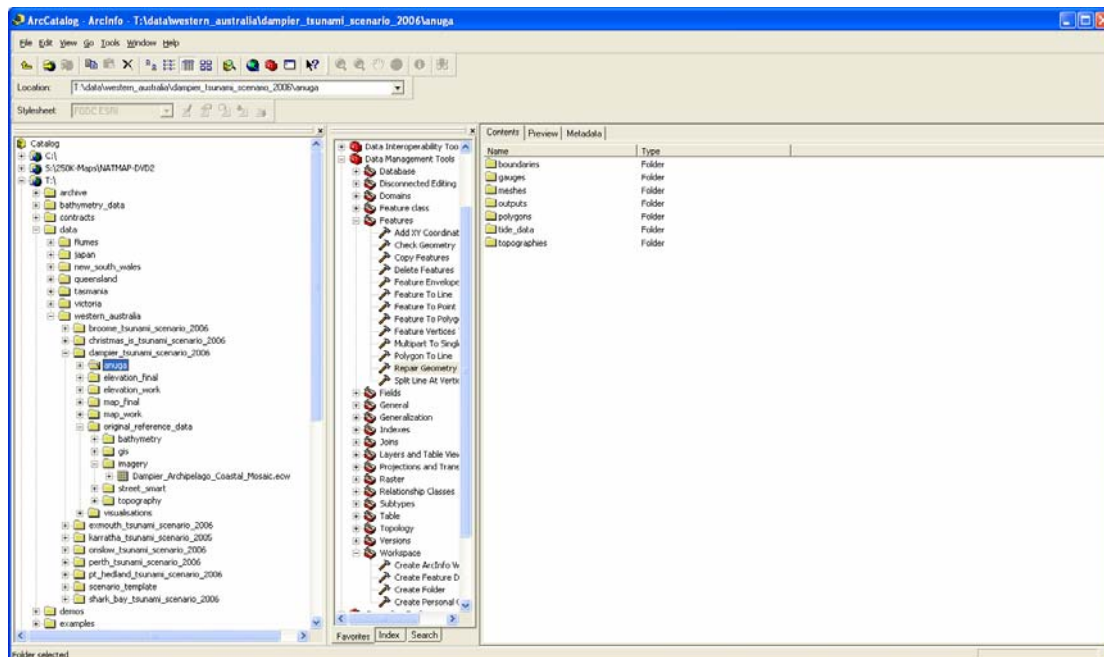 ArcCatalog - ArcInfo - T:\data\western_australia\dampier_tsunami_scenario_2006\anuga
File Edit View Go Tools Window Help
Location: T:\data\western_australia\dampier_tsunami_scenario_2006\anuga
Stylesheet: FGDC ESRI
Catalog
C:\
S:\250K-Maps\NATMAP-DVD2
T:\
archive
bathymetry_data
contracts
data
flumes
japan
new_south_wales
queensland
tasmania
victoria
western_australia
broome_tsunami_scenario_2006
christmas_is_tsunami_scenario_2006
dampier_tsunami_scenario_2006
anuga
elevation_final
elevation_work
map_final
map_work
original_reference_data
bathymetry
gis
imagery
Dampier_Archipelago_Coastal_Mosaic.ecw
street_smart
topography
visualisations
exmouth_tsunami_scenario_2006
karratha_tsunami_scenario_2005
onslow_tsunami_scenario_2006
perth_tsunami_scenario_2006
pt_hedland_tsunami_scenario_2006
scenario_template
shark_bay_tsunami_scenario_2006
demos
examples
Data Interoperability Too
Data Management Tools
Database
Disconnected Editing
Domains
Feature class
Features
Add XY Coordinat
Check Geometry
Copy Features
Delete Features
Feature Envelope
Feature To Line
Feature To Point
Feature To Polyg
Feature Vertices
Multipart To Singl
Polygon To Line
Repair Geometry
Split Line At Vertic
Fields
General
Generalization
Indexes
Joins
Layers and Table View
Projections and Trans
Raster
Relationship Classes
Subtypes
Table
Topology
Versions
Workspace
Create ArcInfo W
Create Feature D
Create Folder
Create Personal G
Favorites Index Search
Contents Preview Metadata
Name Type
boundaries Folder
gauges Folder
meshes Folder
outputs Folder
polygons Folder
tide_data Folder
topographies Folder
Folder selected